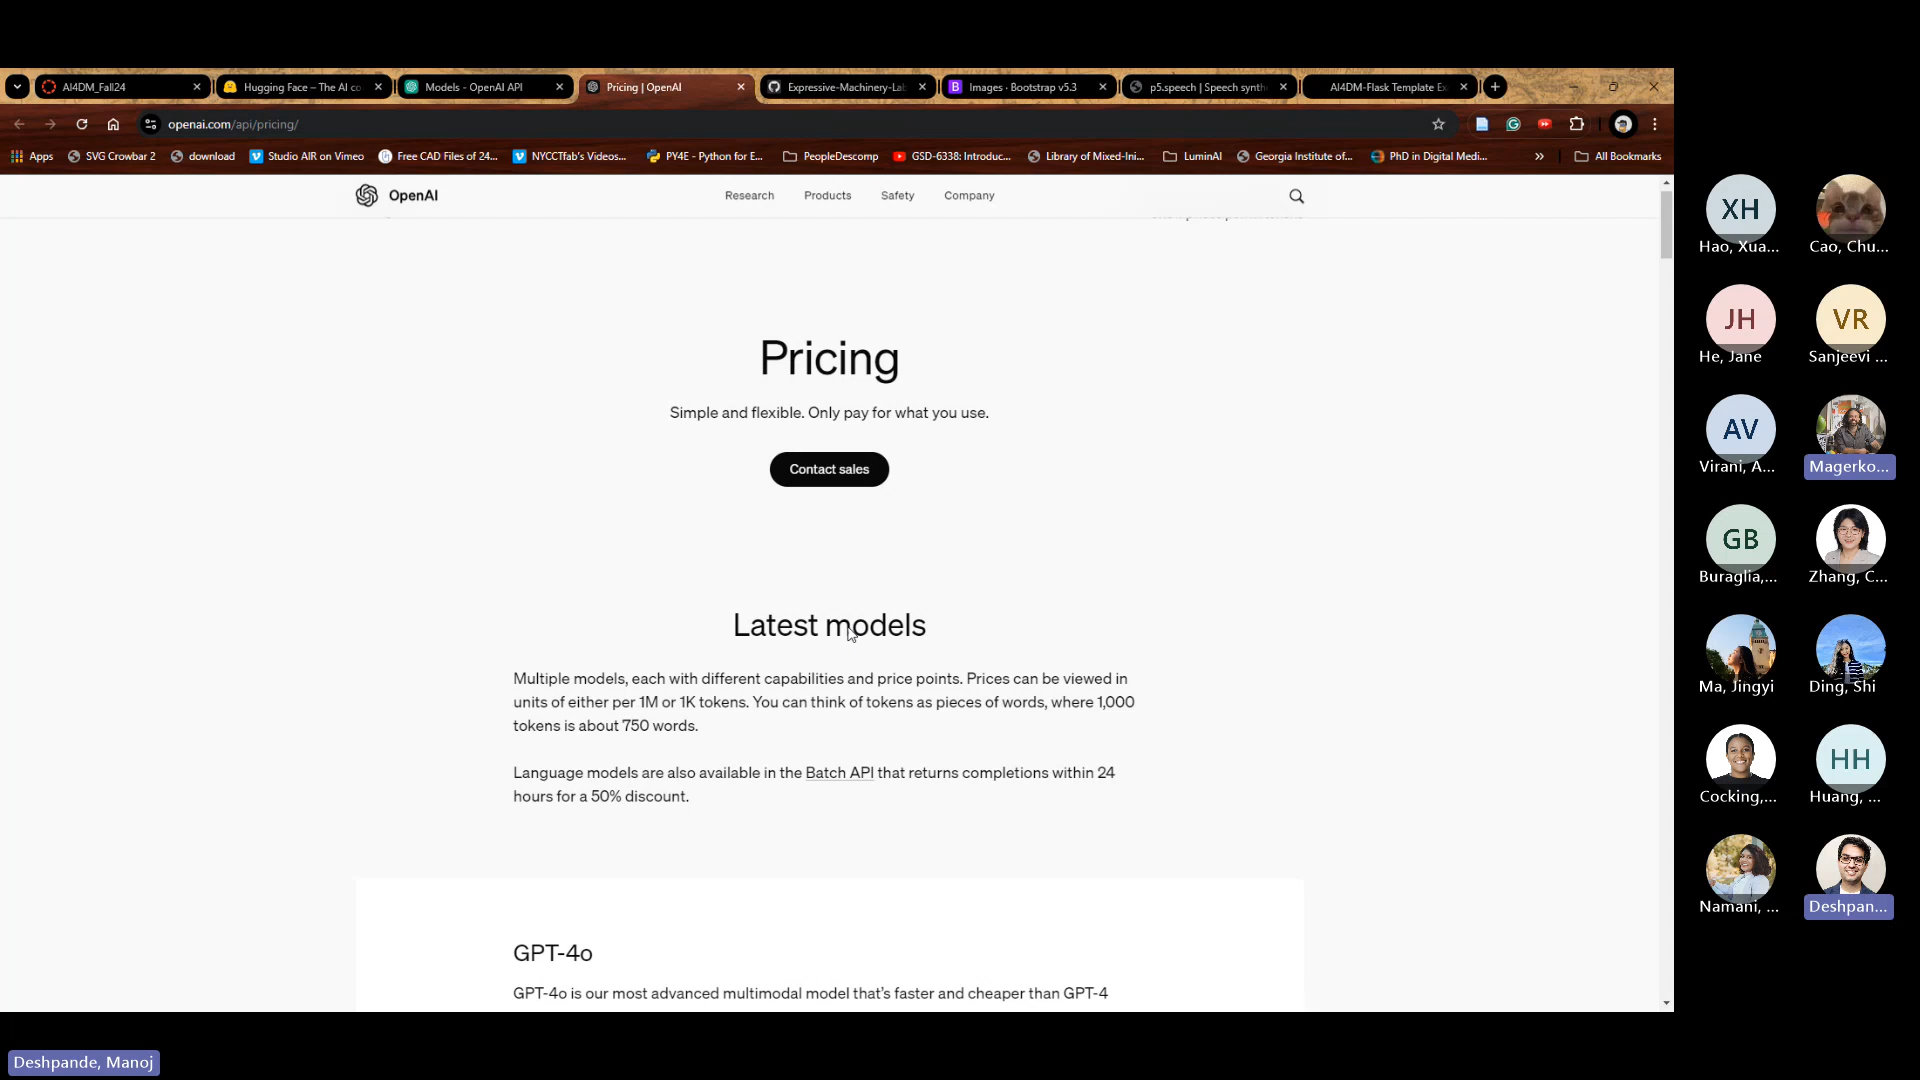 AI4DM_Fall24
Hugging Face – The AI co
Models - OpenAI API
Pricing | OpenAI
Expressive-Machinery-Lab
Images · Bootstrap v5.3
p5.speech | Speech synth
AI4DM-Flask Template Ex
openai.com/api/pricing/
Apps
SVG Crowbar 2
download
Studio AIR on Vimeo
Free CAD Files of 24...
NYCCTfab's Videos...
PY4E - Python for E...
PeopleDescomp
GSD-6338: Introduc...
Library of Mixed-Ini...
LuminAI
Georgia Institute of...
PhD in Digital Medi...
»
All Bookmarks
OpenAI
Research
Products
Safety
Company
Pricing
Simple and flexible. Only pay for what you use.
Contact sales
Latest models
Multiple models, each with different capabilities and price points. Prices can be viewed in
units of either per 1M or 1K tokens. You can think of tokens as pieces of words, where 1,000
tokens is about 750 words.
Language models are also available in the Batch API that returns completions within 24
hours for a 50% discount.
GPT-4o
GPT-4o is our most advanced multimodal model that's faster and cheaper than GPT-4
XH
Hao, Xua...
Cao, Chu...
JH
He, Jane
VR
Sanjeevi ...
AV
Virani, A...
Magerko...
GB
Buraglia,...
Zhang, C...
Ma, Jingyi
Ding, Shi
Cocking,...
HH
Huang, ...
Namani, ...
Deshpan...
Deshpande, Manoj